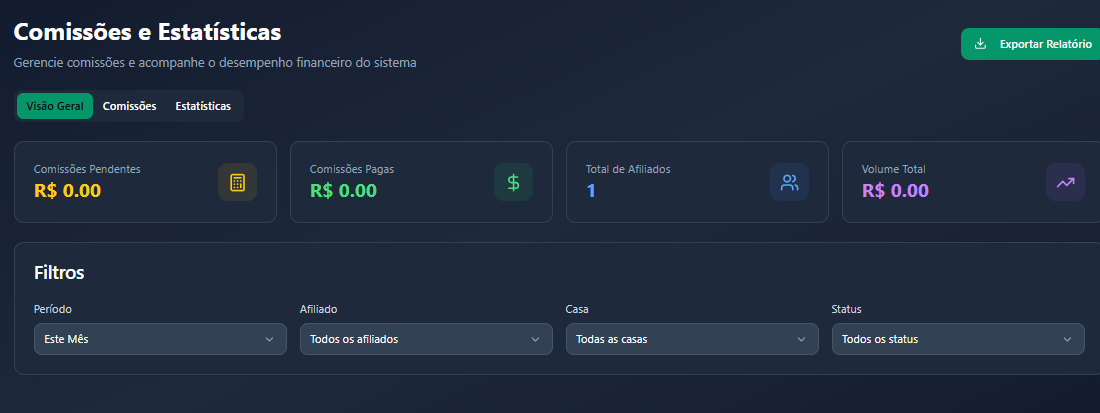 Comissões e Estatísticas
Gerencie comissões e acompanhe o desempenho financeiro do sistema
Exportar Relatório
Visão Geral
Comissões
Estatísticas
Comissões Pendentes
R$ 0.00
Comissões Pagas
R$ 0.00
Total de Afiliados
1
Volume Total
R$ 0.00
Filtros
Período
Este Mês
Afiliado
Todos os afiliados
Casa
Todas as casas
Status
Todos os status